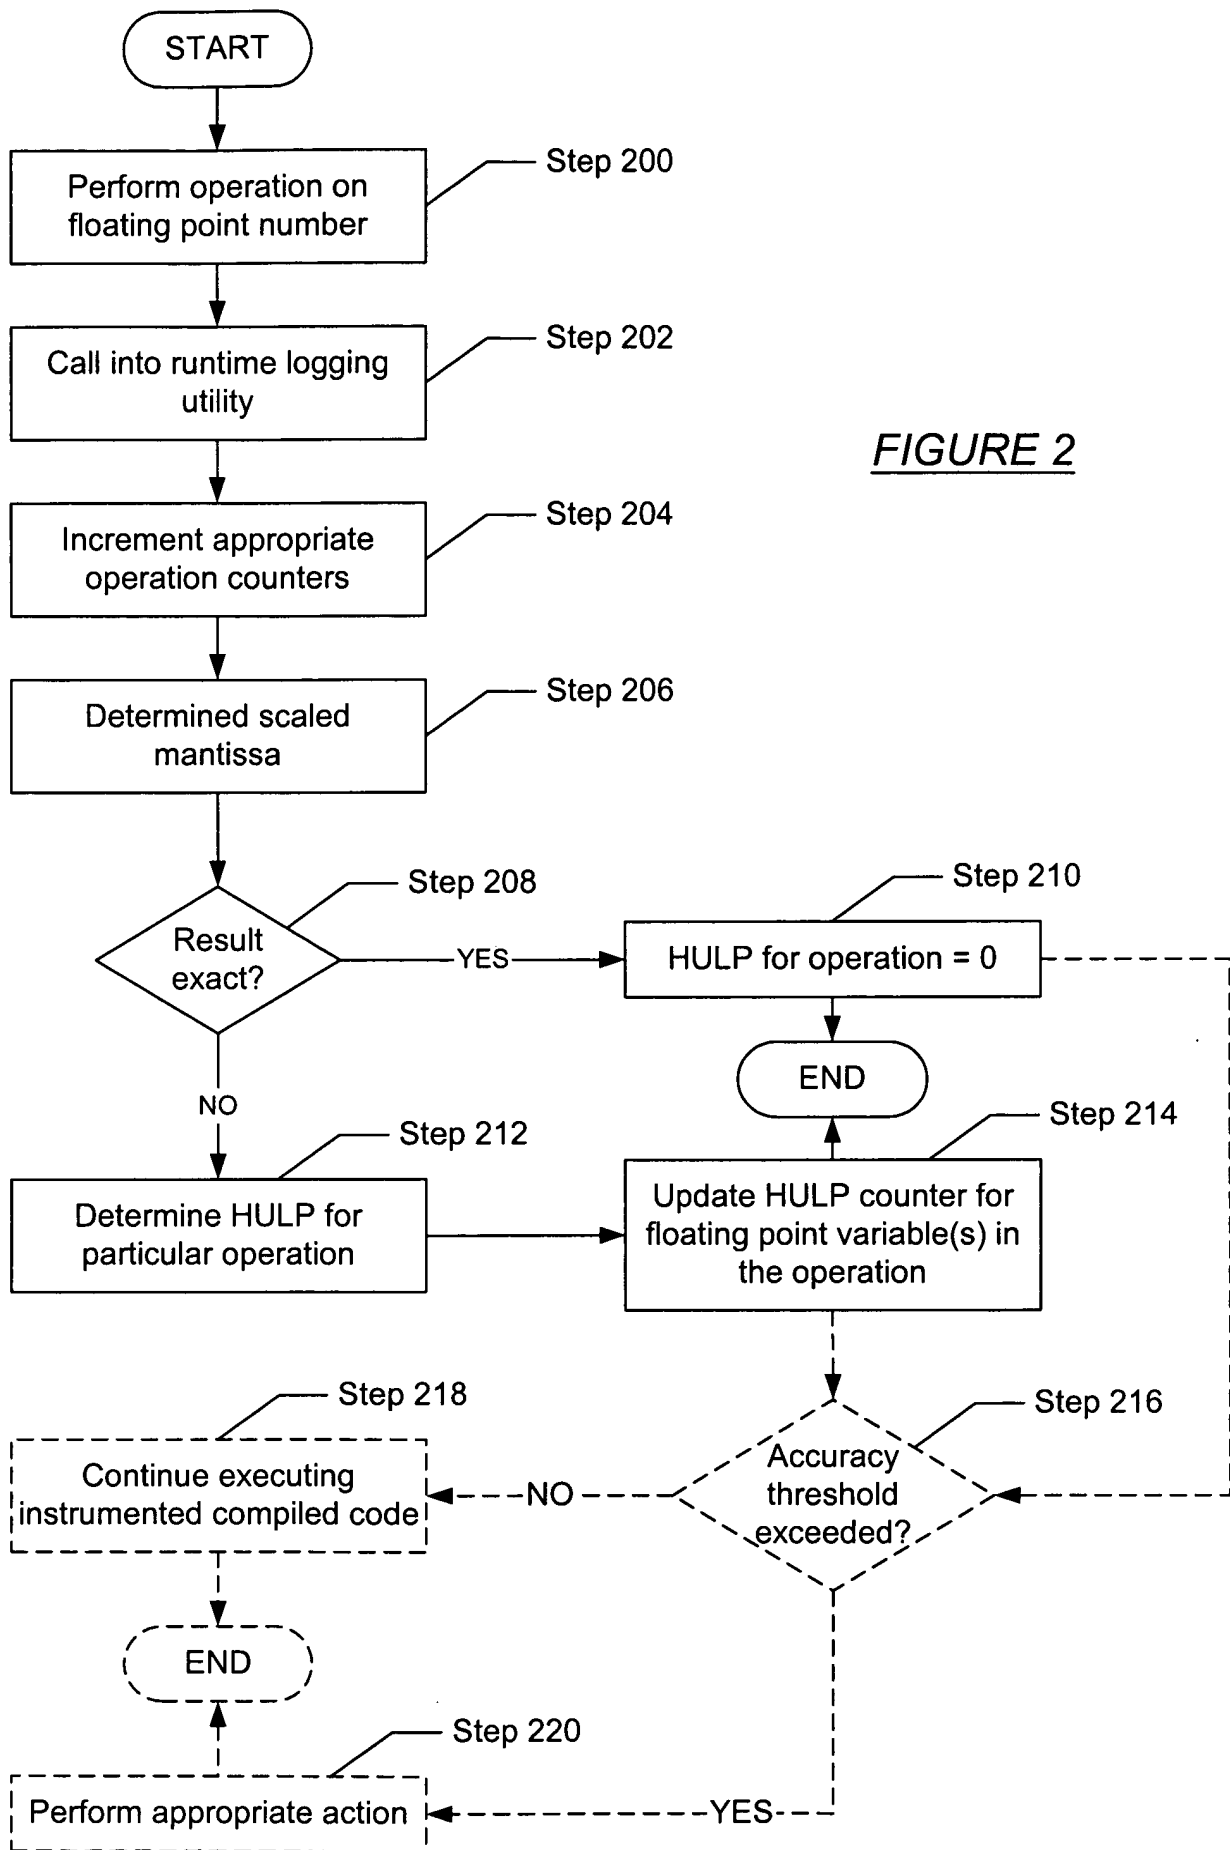 START
Step 200
Perform operation on
floating point number
Step 202
Call into runtime logging
utility
FIGURE 2
Step 204
Increment appropriate
operation counters
Step 206
Determined scaled
mantissa
Step 208
Result
exact?
YES
Step 210
HULP for operation = 0
END
NO
Step 212
Determine HULP for
particular operation
Step 214
Update HULP counter for
floating point variable(s) in
the operation
Step 216
Accuracy
threshold
exceeded?
NO
Step 218
Continue executing
instrumented compiled code
END
Step 220
Perform appropriate action
YES